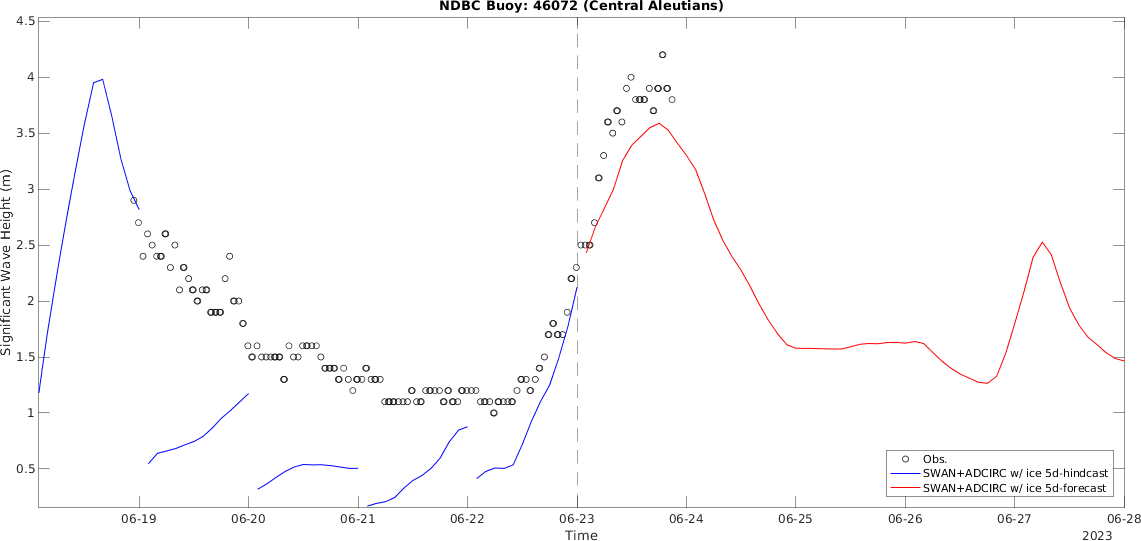 NDBC Buoy: 46072 (Central Aleutians)
4.5
4
3.5
3
2.5
2
1.5
1
0.5
Significant Wave Height (m)
Obs.
SWAN+ADCIRC w/ ice 5d-hindcast
SWAN+ADCIRC w/ ice 5d-forecast
06-19 06-20 06-21 06-22 06-23 06-24 06-25 06-26 06-27 06-28
Time 2023